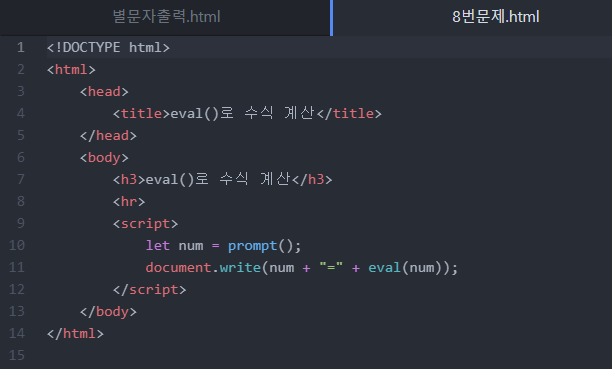 별문자출력.html 8번문제.html
1 <!DOCTYPE html>
2 <html>
3 <head>
4 <title>eval()로 수식 계산</title>
5 </head>
6 <body>
7 <h3>eval()로 수식 계산</h3>
8 <hr>
9 <script>
10 let num = prompt();
11 document.write(num + "=" + eval(num));
12 </script>
13 </body>
14 </html>
15